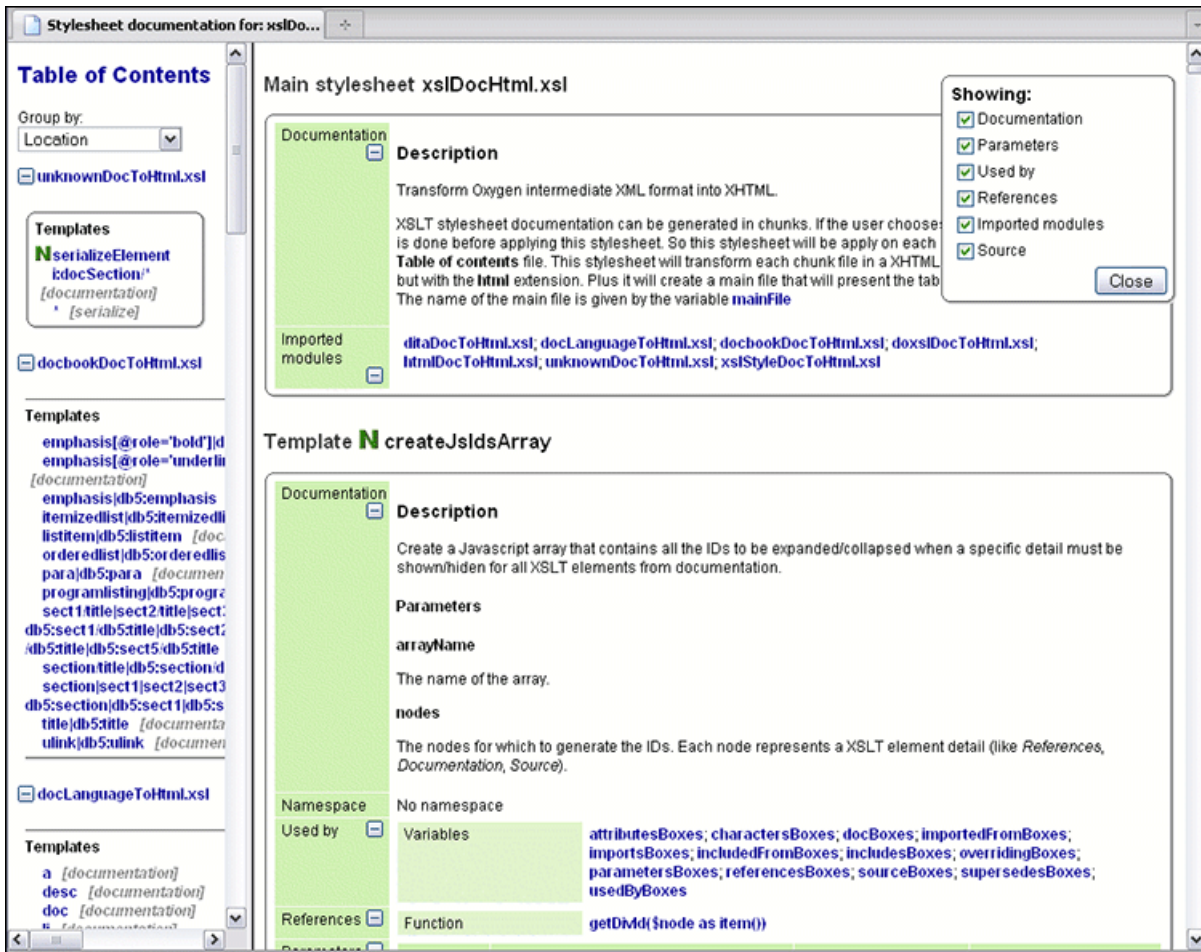 Stylesheet documentation for: xslDo...
Table of Contents
Group by:
Location
unknownDocToHtml.xsl
Templates
N serializeElement
i:docSection/*
[documentation]
* [serialize]
docbookDocToHtml.xsl
Templates
emphasis[@role='bold']|d
emphasis[@role='underlin
[documentation]
emphasis|db5:emphasis
itemizedlist|db5:itemizedli
listitem|db5:listitem [doc.
orderedlist|db5:orderedlis
para|db5:para [documen
programlisting|db5:progra
sect1/title|sect2/title|sect:
db5:sect1/db5:title|db5:sect2
/db5:title|db5:sect5/db5:title
section/title|db5:section/d
section|sect1|sect2|sect3
db5:section|db5:sect1|db5:s
title|db5:title [documenta
ulink|db5:ulink [documen
docLanguageToHtml.xsl
Templates
a [documentation]
desc [documentation]
doc [documentation]
li [documentation]
Main stylesheet xslDocHtml.xsl
Documentation
Description
Transform Oxygen intermediate XML format into XHTML.
XSLT stylesheet documentation can be generated in chunks. If the user choose
is done before applying this stylesheet. So this stylesheet will be apply on each
Table of contents file. This stylesheet will transform each chunk file in a XHTML
but with the html extension. Plus it will create a main file that will present the tab
The name of the main file is given by the variable mainFile
Imported
modules
ditaDocToHtml.xsl; docLanguageToHtml.xsl; docbookDocToHtml.xsl; doxslDocToHtml.xsl;
htmlDocToHtml.xsl; unknownDocToHtml.xsl; xslStyleDocToHtml.xsl
Showing:
Documentation
Parameters
Used by
References
Imported modules
Source
Close
Template N createJsIdsArray
Documentation
Description
Create a Javascript array that contains all the IDs to be expanded/collapsed when a specific detail must be
shown/hiden for all XSLT elements from documentation.
Parameters
arrayName
The name of the array.
nodes
The nodes for which to generate the IDs. Each node represents a XSLT element detail (like References,
Documentation, Source).
Namespace No namespace
Used by Variables attributesBoxes; charactersBoxes; docBoxes; importedFromBoxes;
importsBoxes; includedFromBoxes; includesBoxes; overridingBoxes;
parametersBoxes; referencesBoxes; sourceBoxes; supersedesBoxes;
usedByBoxes
References Function getDivId($node as item())
Parameters